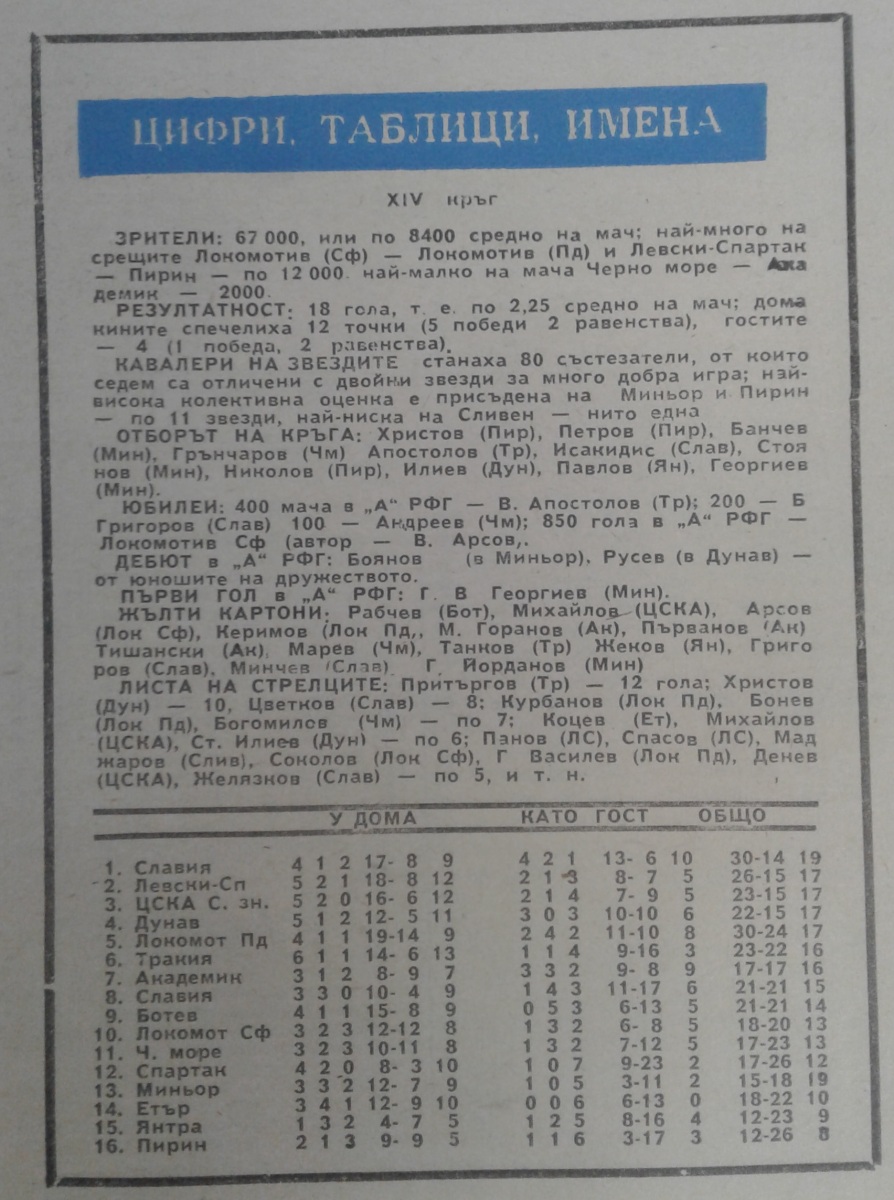 ЦИФРИ, ТАБЛИЦИ, ИМЕНА
XIV кръг
ЗРИТЕЛИ: 67 000, или по 8400 средно на мач; най-много на
срещите Локомотив (Сф) — Локомотив (Пд) и Левски-Спартак
— Пирин — по 12 000. най-малко на мача Черно море — Ака
демик — 2000.
РЕЗУЛТАТНОСТ: 18 гола, т. е. по 2,25 средно на мач; дома
кините спечелиха 12 точки (5 победи 2 равенства), гостите
— 4 (1 победа, 2 равенства).
КАВАЛЕРИ НА ЗВЕЗДИТЕ станаха 80 състезатели, от които
седем са отличени с двойни звезди за много добра игра; най-
висока колективна оценка е присъдена на Миньор и Пирин
— по 11 звезди, най-ниска на Сливен — нито една
ОТБОРЪТ НА КРЪГА: Христов (Пир), Петров (Пир), Банчев
(Мин), Грънчаров (Чм) Апостолов (Тр), Исакидис (Слав), Стоя
нов (Мин), Николов (Пир), Илиев (Дун), Павлов (Ян), Георгиев
(Мин).
ЮБИЛЕИ: 400 мача в „А“ РФГ — В. Апостолов (Тр); 200 — Б
Григоров (Слав) 100 — Андреев (Чм); 850 гола в „А“ РФГ —
Локомотив Сф (автор — В. Арсов,.
ДЕБЮТ в „А“ РФГ: Боянов (в Миньор), Русев (в Дунав) —
от юношите на дружеството.
ПЪРВИ ГОЛ в „А“ РФГ: Г. В Георгиев (Мин).
ЖЪЛТИ КАРТОНИ: Рабчев (Бот), Михайлов (ЦСКА), Арсов
(Лок Сф), Керимов (Лок Пд,, М. Горанов (Ак), Първанов (Ак)
Тишански (Ак), Марев (Чм), Танков (Тр) Жеков (Ян), Григо
ров (Слав), Минчев (Слав) Г. Йорданов (Мин)
ЛИСТА НА СТРЕЛЦИТЕ: Притъргов (Тр) — 12 гола; Христов
(Дун) — 10, Цветков (Слав) — 8; Курбанов (Лок Пд), Бонев
(Лок Пд), Богомилов (Чм) — по 7; Коцев (Ет), Михайлов
(ЦСКА), Ст. Илиев (Дун) — по 6; Панов (ЛС), Спасов (ЛС), Мад
жаров (Слив), Соколов (Лок Сф), Г Василев (Лок Пд), Денев
(ЦСКА), Желязков (Слав) — по 5, и т. н.
У ДОМА КАТО ГОСТ ОБЩО
1. Славия 4 1 2 17- 8 9 4 2 1 13- 6 10 30-14 19
2. Левски-Сп 5 2 1 18- 8 12 2 1 3 8- 7 5 26-15 17
3. ЦСКА С. зн. 5 2 0 16- 6 12 2 1 4 7- 9 5 23-15 17
4. Дунав 5 1 2 12- 5 11 3 0 3 10-10 6 22-15 17
5. Локомот Пд 4 1 1 19-14 9 2 4 2 11-10 8 30-24 17
6. Тракия 6 1 1 14- 6 13 1 1 4 9-16 3 23-22 16
7. Академик 3 1 2 8- 9 7 3 3 2 9- 8 9 17-17 16
8. Славия 3 3 0 10- 4 9 1 4 3 11-17 6 21-21 15
9. Ботев 4 1 1 15- 8 9 0 5 3 6-13 5 21-21 14
10. Локомот Сф 3 2 3 12-12 8 1 3 2 6- 8 5 18-20 13
11. Ч. море 3 2 3 10-11 8 1 3 2 7-12 5 17-23 13
12. Спартак 4 2 0 8- 3 10 1 0 7 9-23 2 17-26 12
13. Миньор 3 3 2 12- 7 9 1 0 5 3-11 2 15-18 19
14. Етър 3 4 1 12- 9 10 0 0 6 6-13 0 18-22 10
15. Янтра 1 3 2 4- 7 5 1 2 5 8-16 4 12-23 9
16. Пирин 2 1 3 9- 9 5 1 1 6 3-17 3 12-26 8